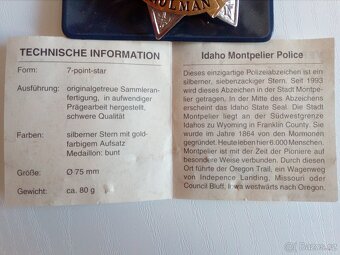 TECHNISCHE INFORMATION
Form: 7-point-star
Ausführung: originalgetreue Sammleran-
fertigung, in aufwendiger
Prägearbeit hergestellt,
schwere Qualität
Farben: silberner Stern mit gold-
farbigem Aufsatz
Medaillon: bunt
Größe: Ø 75 mm
Gewicht: ca. 80 g
Idaho Montpelier Police
Dieses einzigartige Polizeiabzeichen ist ein
silberner, siebenzackiger Stern. Seit 1993
wird dieses Abzeichen in der Stadt Montpe-
lier getragen. In der Mitte des Abzeichens
erscheint das Idaho State Seal. Die Stadt
Montpelier liegt an der Südwestgrenze
Idahos zu Wyoming in Franklin County. Sie
wurde im Jahre 1864 von den Mormonen
gegründet. Heute leben hier 6.000 Menschen.
Montpelier ist mit der Zeit der Pioniere auf
besondere Weise verbunden. Durch diesen
Ort führte der Oregon Trail, ein Wagenweg
von Indepence Landing, Missouri oder
Council Bluff, Iowa westwärts nach Oregon.